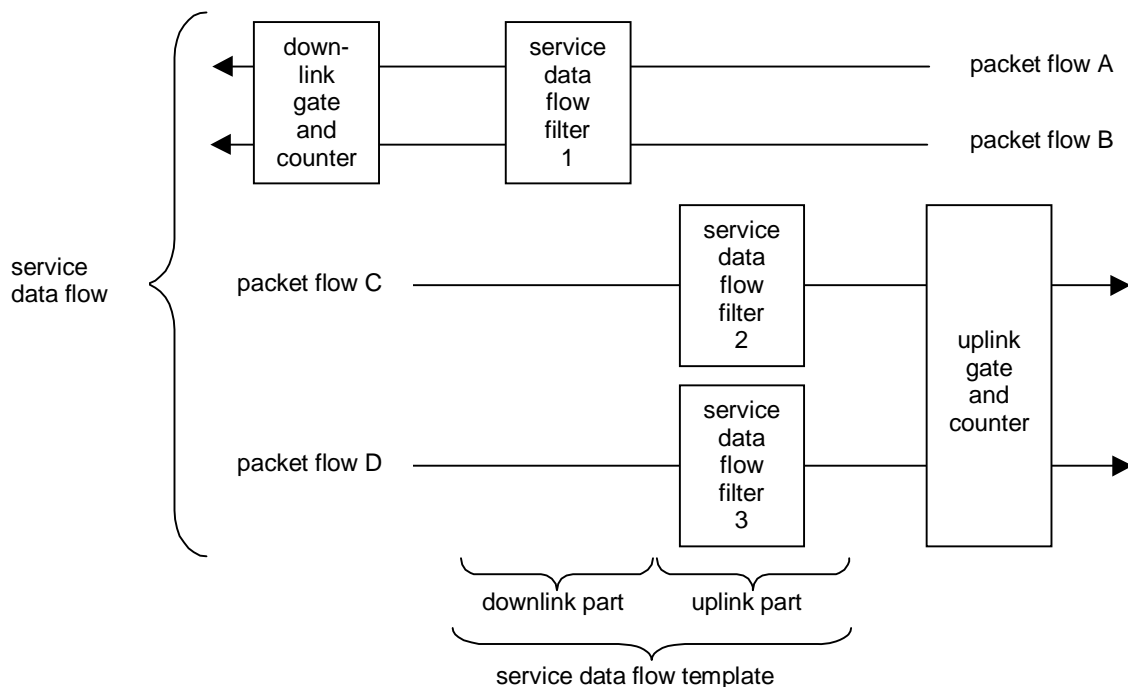 down-
link
gate
and
counter
service
data
flow
filter
1
packet flow A
packet flow B
service
data flow
packet flow C
service
data
flow
filter
2
uplink
gate
and
counter
packet flow D
service
data
flow
filter
3
downlink part
uplink part
service data flow template